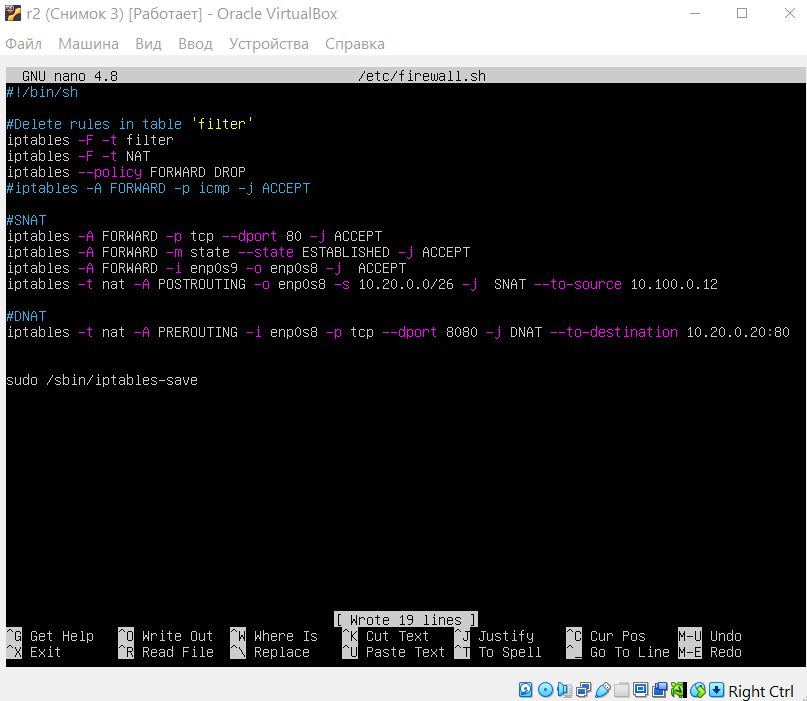 r2 (Снимок 3) [Работает] - Oracle VirtualBox
Файл Машина Вид Ввод Устройства Справка
GNU nano 4.8 /etc/firewall.sh
#!/bin/sh
#Delete rules in table 'filter'
iptables -F -t filter
iptables -F -t NAT
iptables --policy FORWARD DROP
#iptables -A FORWARD -p icmp -j ACCEPT
#SNAT
iptables -A FORWARD -p tcp --dport 80 -j ACCEPT
iptables -A FORWARD -m state --state ESTABLISHED -j ACCEPT
iptables -A FORWARD -i enp0s9 -o enp0s8 -j  ACCEPT
iptables -t nat -A POSTROUTING -o enp0s8 -s 10.20.0.0/26 -j  SNAT --to-source 10.100.0.12
#DNAT
iptables -t nat -A PREROUTING -i enp0s8 -p tcp --dport 8080 -j DNAT --to-destination 10.20.0.20:80
sudo /sbin/iptables-save
[ Wrote 19 lines ]
^G Get Help ^O Write Out ^W Where Is ^K Cut Text ^J Justify ^C Cur Pos M-U Undo
^X Exit ^R Read File ^\ Replace ^U Paste Text ^T To Spell ^_ Go To Line M-E Redo
Right Ctrl